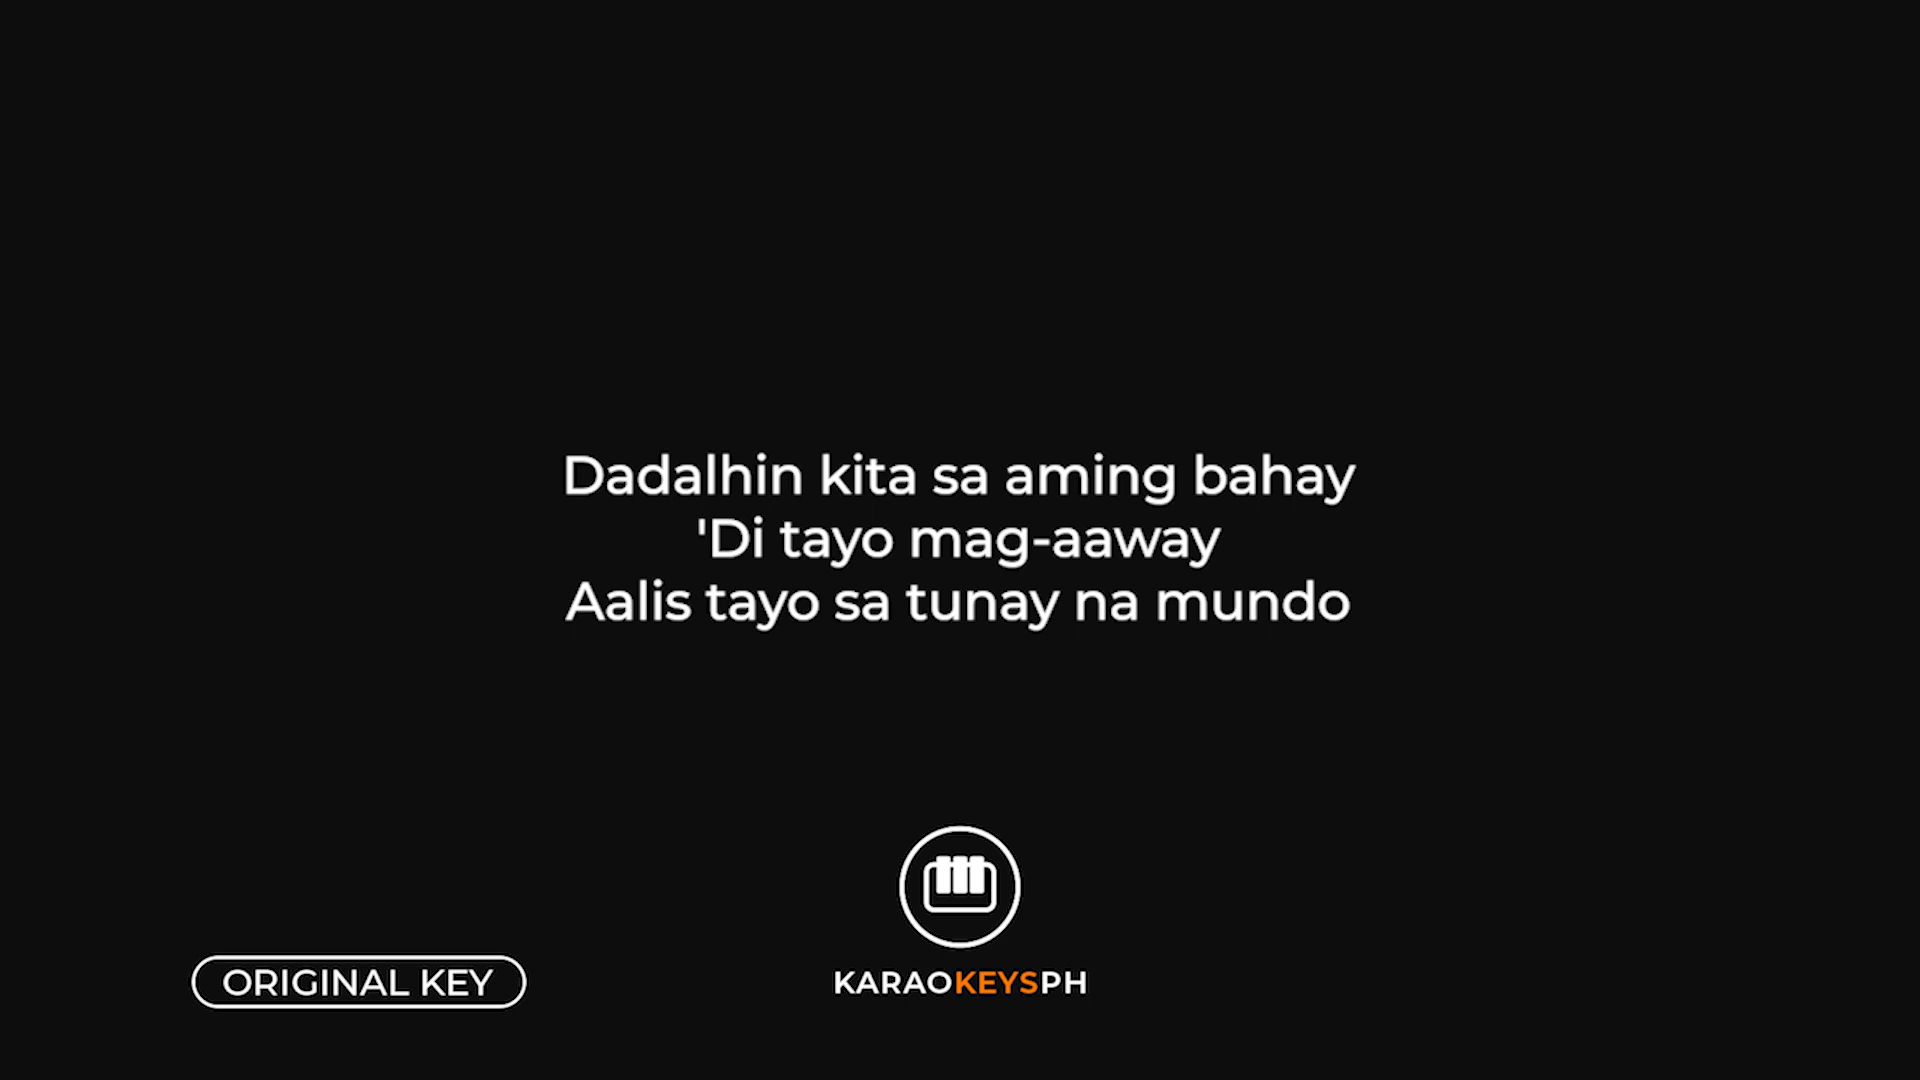 Dadalhin kita sa aming bahay
'Di tayo mag-aaway
Aalis tayo sa tunay na mundo
ORIGINAL KEY
KARAOKEYSPH